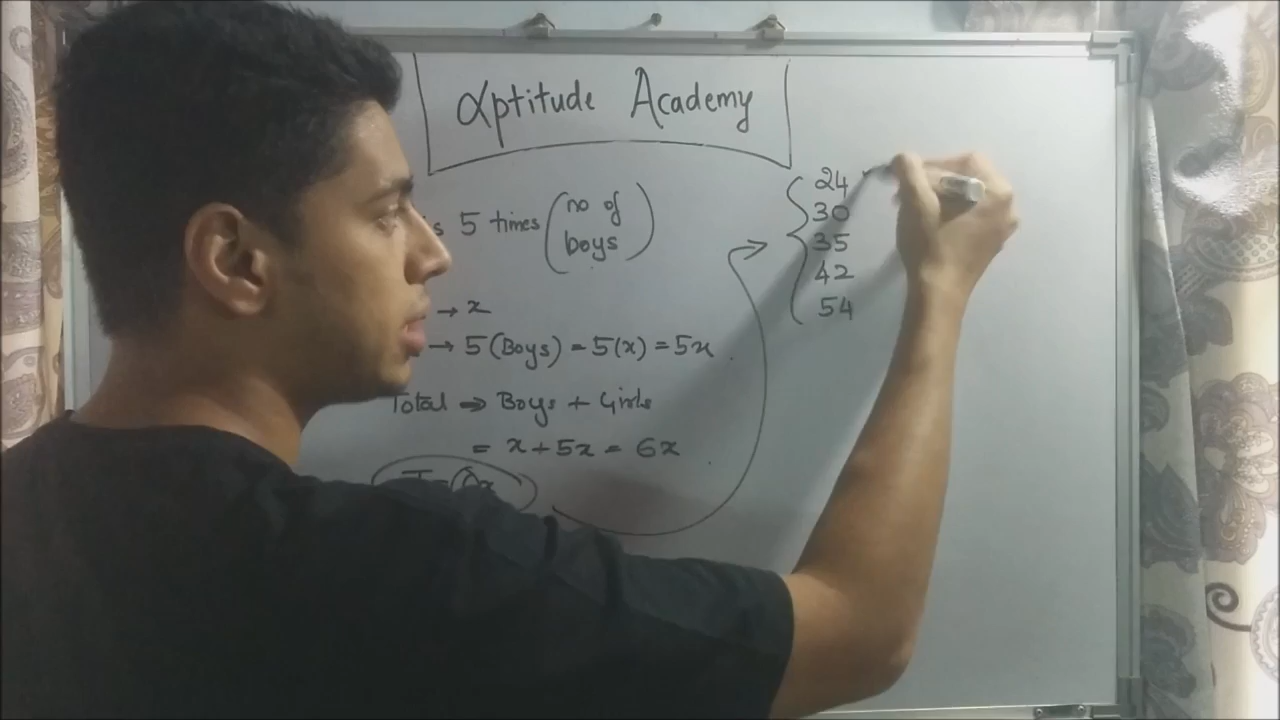 Aptitude Academy
s 5 times (no of
boys)
→ x
→ 5(Boys) = 5(x) = 5x
Total ⇒ Boys + Girls
= x + 5x = 6x
24
30
35
42
54